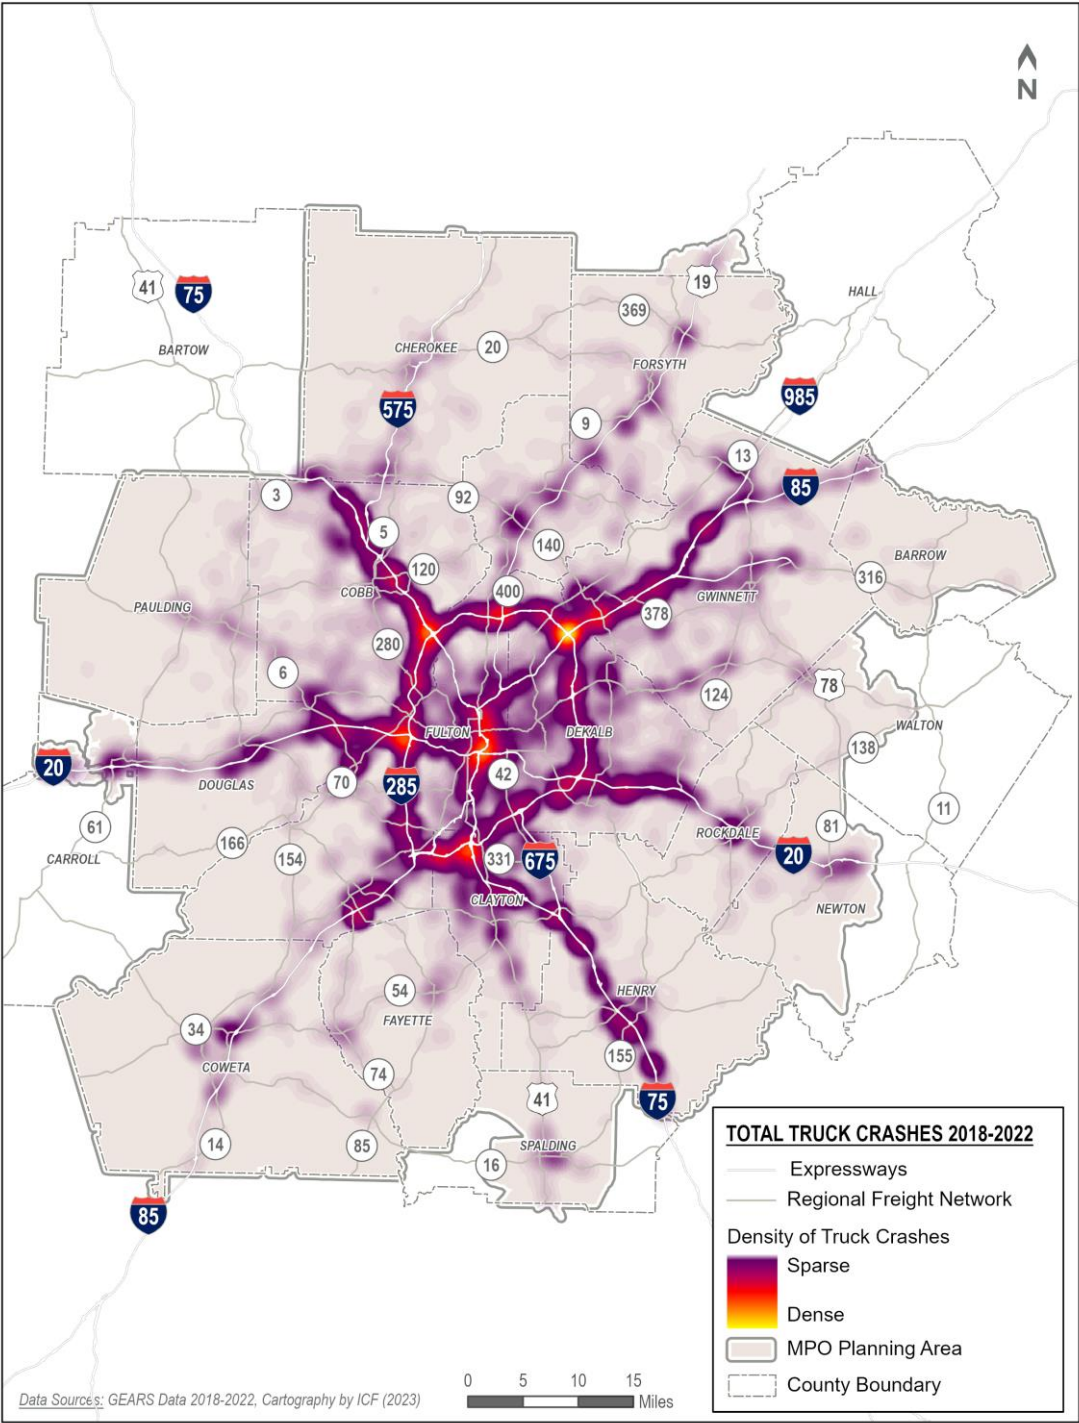 N
19
41
75
369
HALL
BARTOW
CHEROKEE
20
FORSYTH
575
985
9
13
85
3
92
5
140
BARROW
120
400
316
COBB
GWINNETT
PAULDING
378
280
6
78
124
WALTON
FULTON
DEKALB
138
20
42
DOUGLAS
70
285
11
61
81
ROCKDALE
166
CARROLL
154
331
675
20
CLAYTON
NEWTON
54
HENRY
FAYETTE
34
155
COWETA
74
41
75
14
85
SPALDING
16
85
TOTAL TRUCK CRASHES 2018-2022
Expressways
Regional Freight Network
Density of Truck Crashes
Sparse
Dense
MPO Planning Area
County Boundary
0 5 10 15
Miles
Data Sources: GEARS Data 2018-2022, Cartography by ICF (2023)